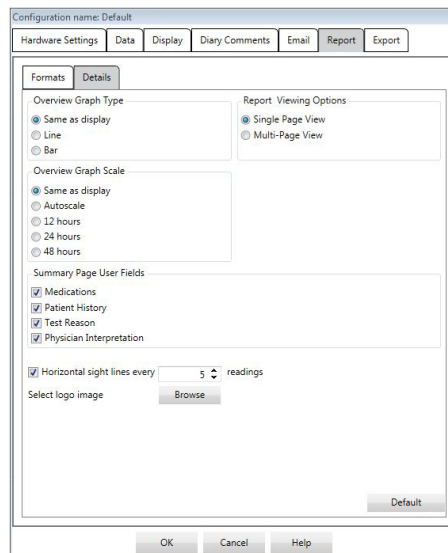 Configuration name: Default
Hardware Settings Data Display Diary Comments Email Report Export
Formats Details
Overview Graph Type
Same as display
Line
Bar
Report Viewing Options
Single Page View
Multi-Page View
Overview Graph Scale
Same as display
Autoscale
12 hours
24 hours
48 hours
Summary Page User Fields
Medications
Patient History
Test Reason
Physician Interpretation
Horizontal sight lines every 5 readings
Select logo image Browse
Default
OK Cancel Help